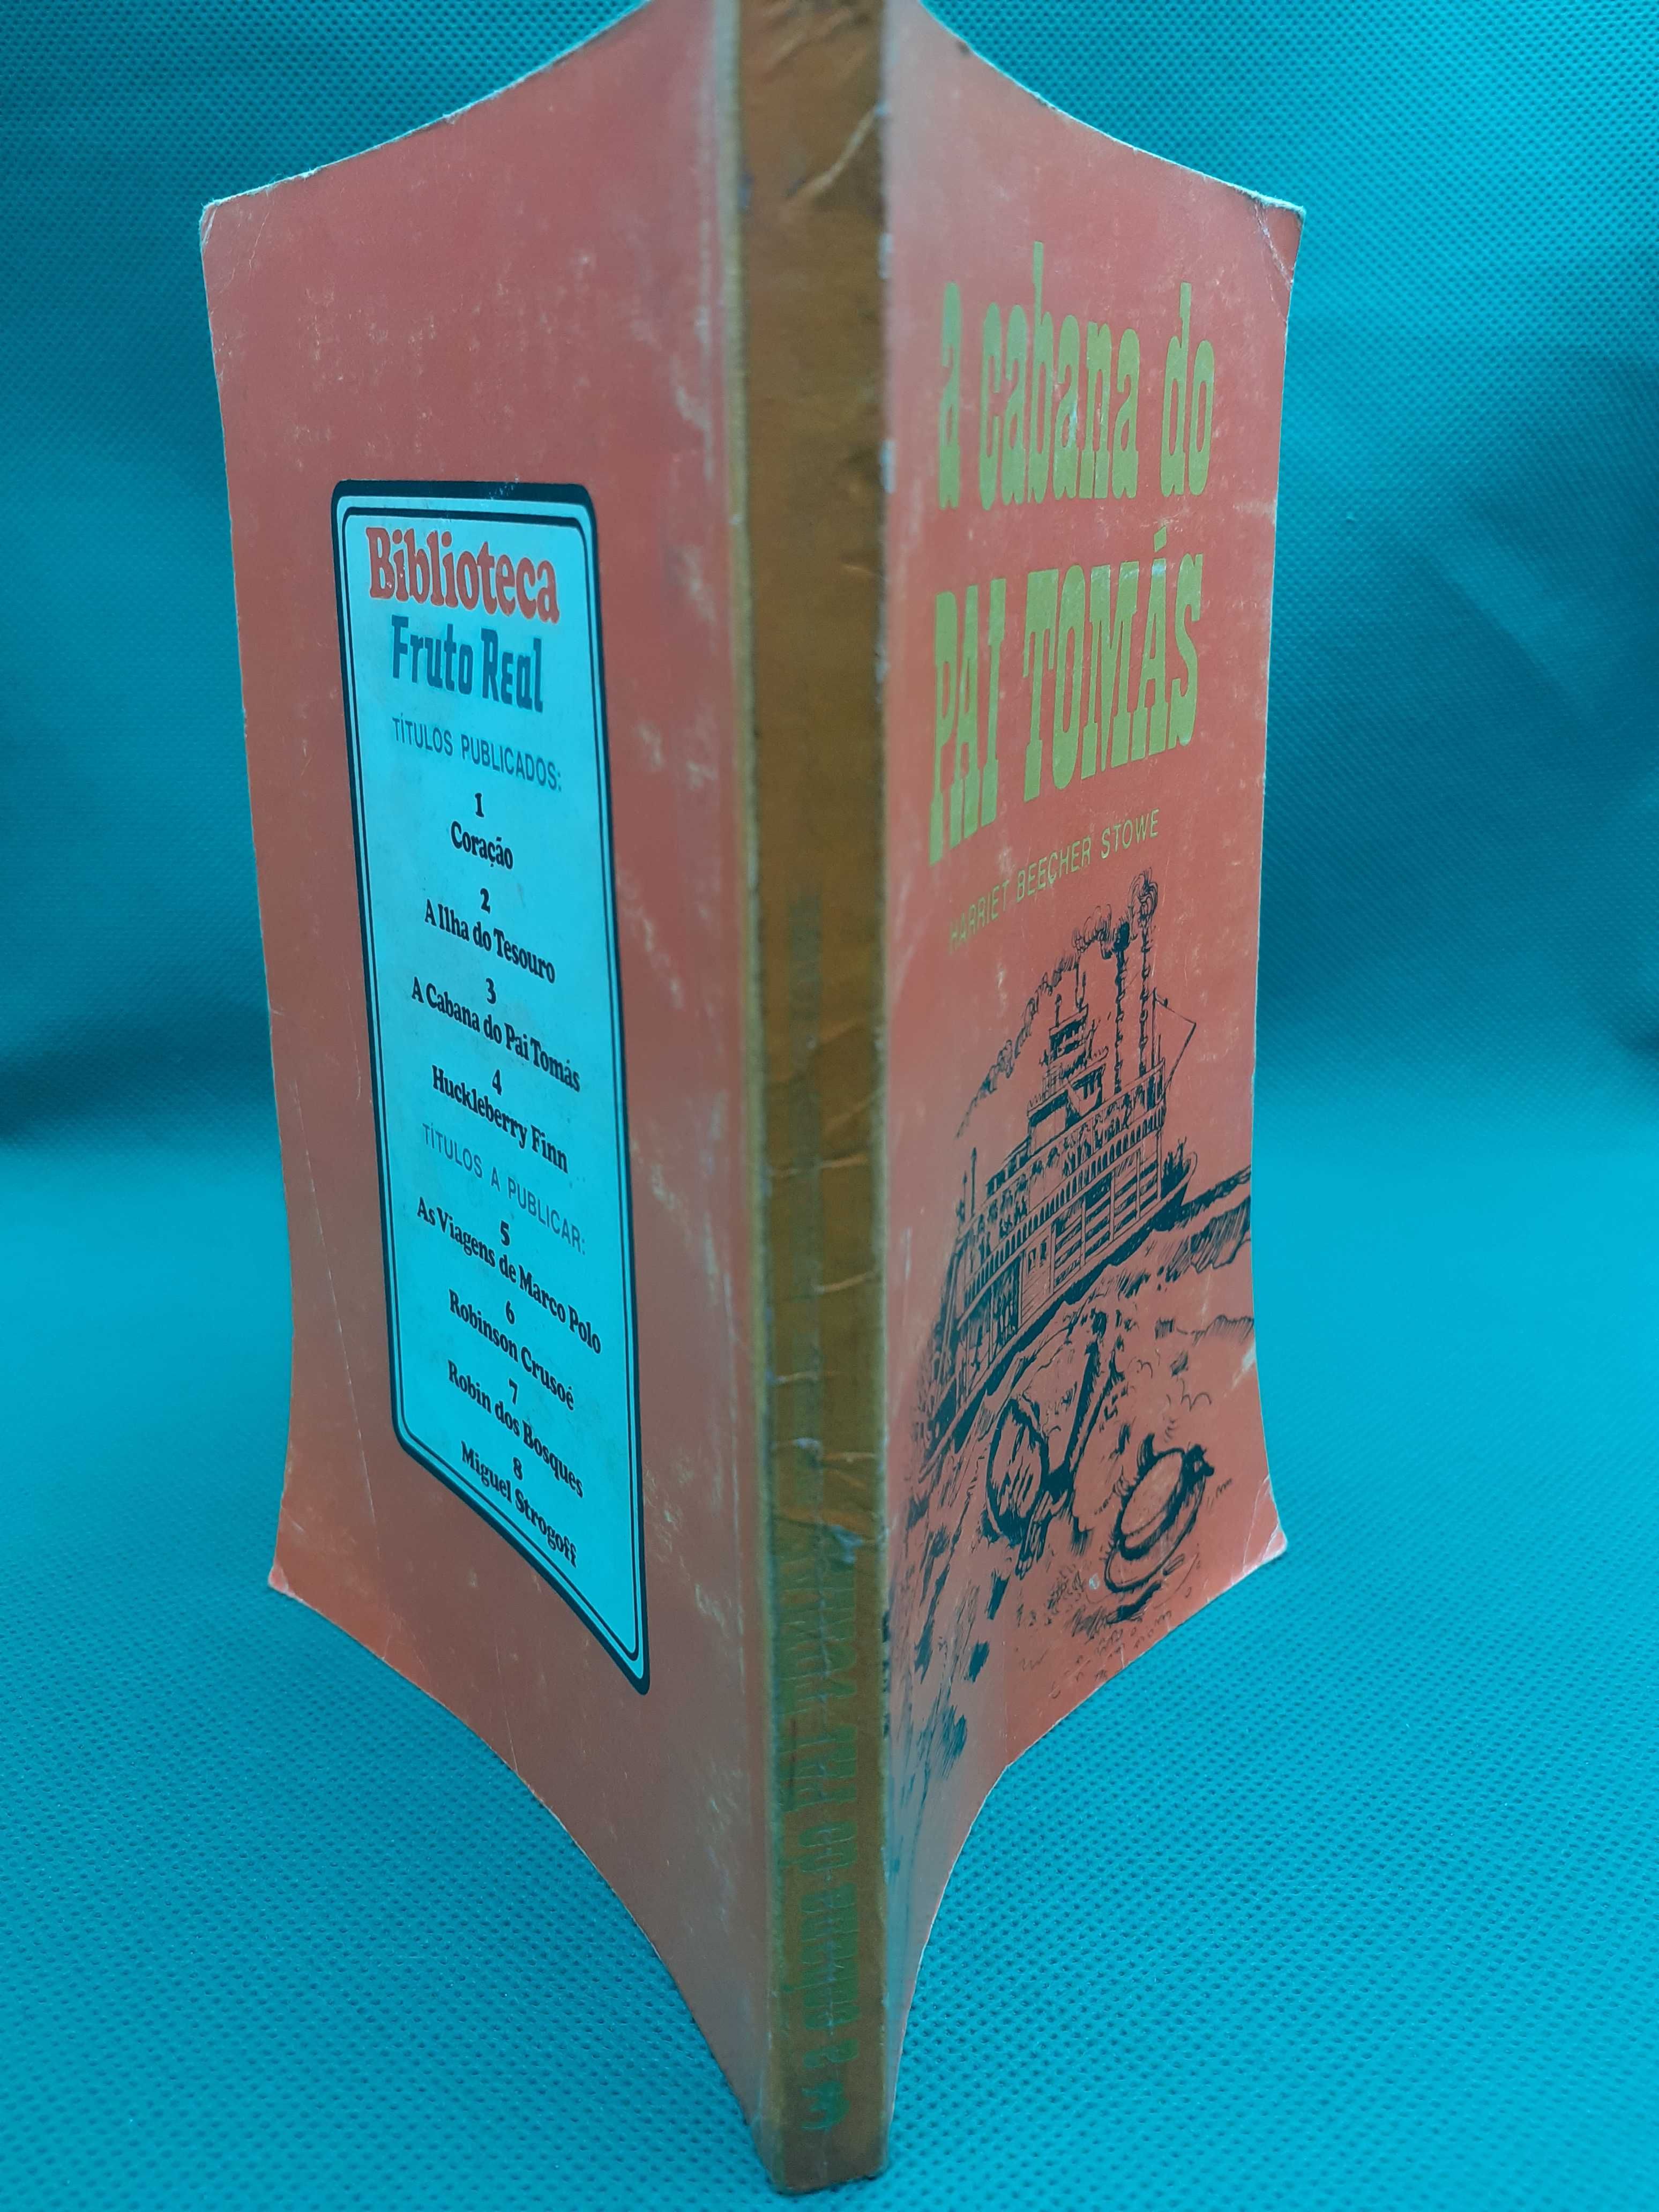 Biblioteca
Fruto Real
TÍTULOS PUBLICADOS:
1
Coração
2
A Ilha do Tesouro
3
A Cabana do Pai Tomás
4
Huckleberry Finn
TÍTULOS A PUBLICAR:
5
As Viagens de Marco Polo
6
Robinson Crusoé
7
Robin dos Bosques
8
Miguel Strogoff
3 a cabana do PAI TOMÁS
a cabana do
PAI TOMÁS
HARRIET BEECHER STOWE